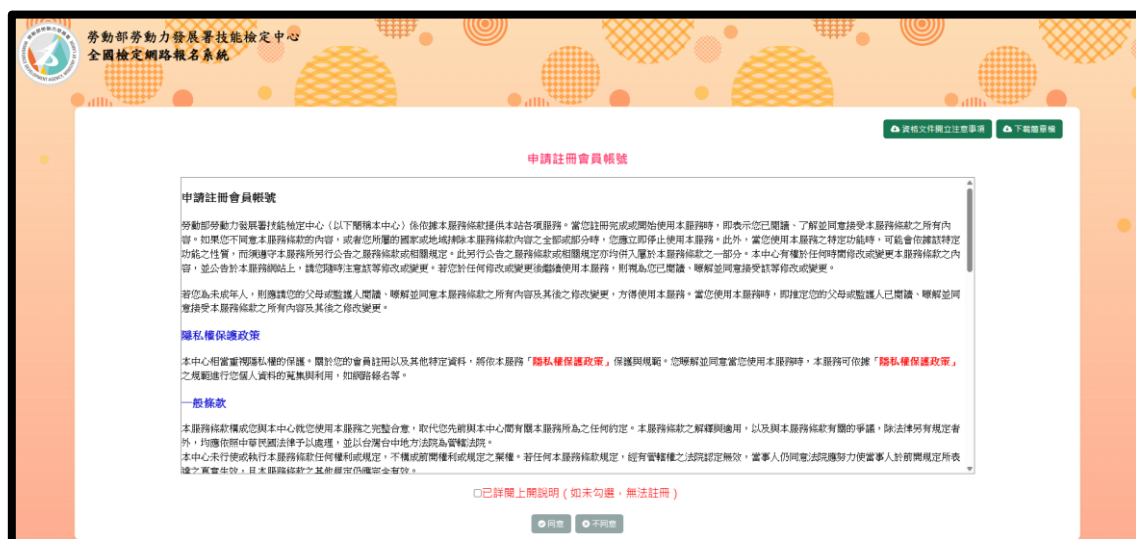 勞動部勞動力發展署技能檢定中心
全國檢定網路報名系統
資格文件開立注意事項
下載簡章檔
申請註冊會員帳號
申請註冊會員帳號
勞動部勞動力發展署技能檢定中心（以下簡稱本中心）係依據本服務條款提供本站各項服務。當您註冊完成或開始使用本服務時，即表示您已閱讀、了解並同意接受本服務條款之所有內
容。如果您不同意本服務條款的內容，或者您所屬的國家或地域排除本服務條款內容之全部或部分時，您應立即停止使用本服務。此外，當您使用本服務之特定功能時，可能會依據該特定
功能之性質，而須遵守本服務所另行公告之服務條款或相關規定。此另行公告之服務條款或相關規定亦均併入屬於本服務條款之一部分。本中心有權於任何時間修改或變更本服務條款之內
容，並公告於本服務網站上，請您隨時注意該等修改或變更。若您於任何修改或變更後繼續使用本服務，則視為您已閱讀、瞭解並同意接受該等修改或變更。
若您為未成年人，則應請您的父母或監護人閱讀、瞭解並同意本服務條款之所有內容及其後之修改變更，方得使用本服務。當您使用本服務時，即推定您的父母或監護人已閱讀、瞭解並同
意接受本服務條款之所有內容及其後之修改變更。
隱私權保護政策
本中心相當重視隱私權的保護。關於您的會員註冊以及其他特定資料，將依本服務「隱私權保護政策」保護與規範。您瞭解並同意當您使用本服務時，本服務可依據「隱私權保護政策」
之規範進行您個人資料的蒐集與利用，如網路報名等。
一般條款
本服務條款構成您與本中心就您使用本服務之完整合意，取代您先前與本中心間有關本服務所為之任何約定。本服務條款之解釋與適用，以及與本服務條款有關的爭議，除法律另有規定者
外，均應依照中華民國法律予以處理，並以台灣台中地方法院為管轄法院。
本中心未行使或執行本服務條款任何權利或規定，不構成前開權利或規定之棄權。若任何本服務條款規定，經有管轄權之法院認定無效，當事人仍同意法院應努力使當事人於前開規定所表
達之真意生效，且本服務條款之其他規定仍應完全有效。
已詳閱上開說明（如未勾選，無法註冊）
同意
不同意